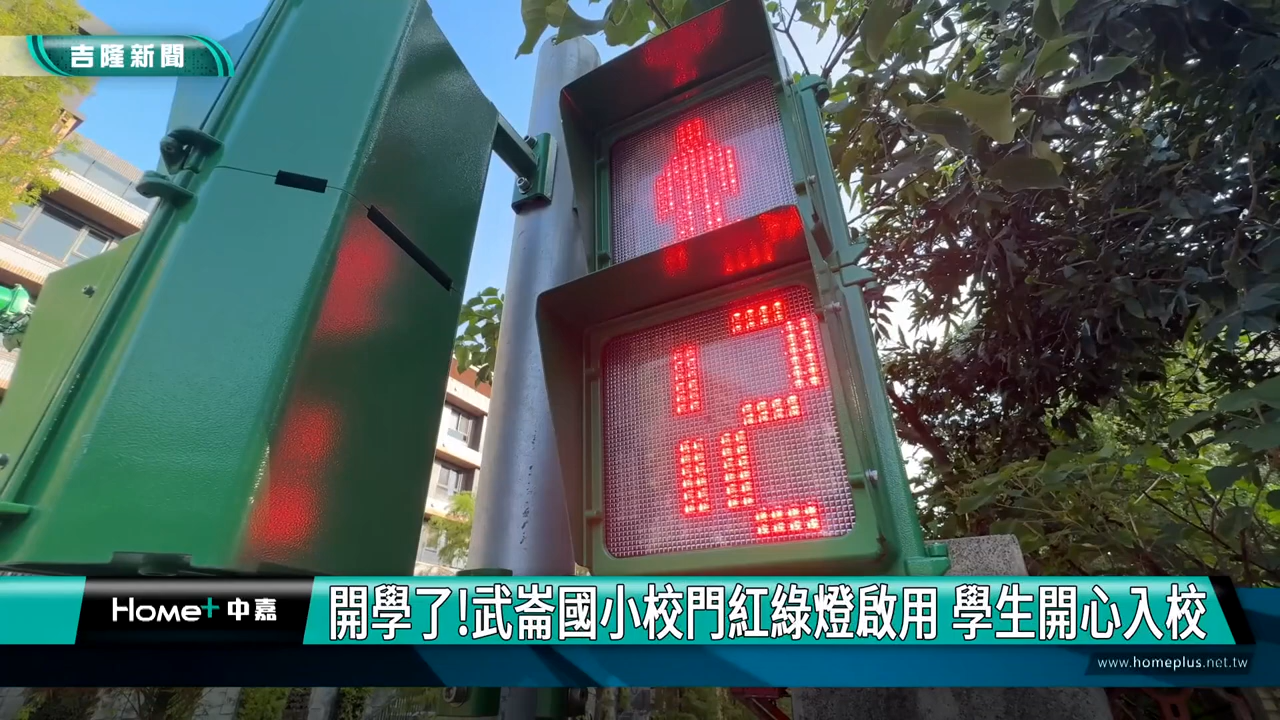 吉隆新聞
12
Home+ 中嘉
開學了!武崙國小校門紅綠燈啟用 學生開心入校
www.homeplus.net.tw